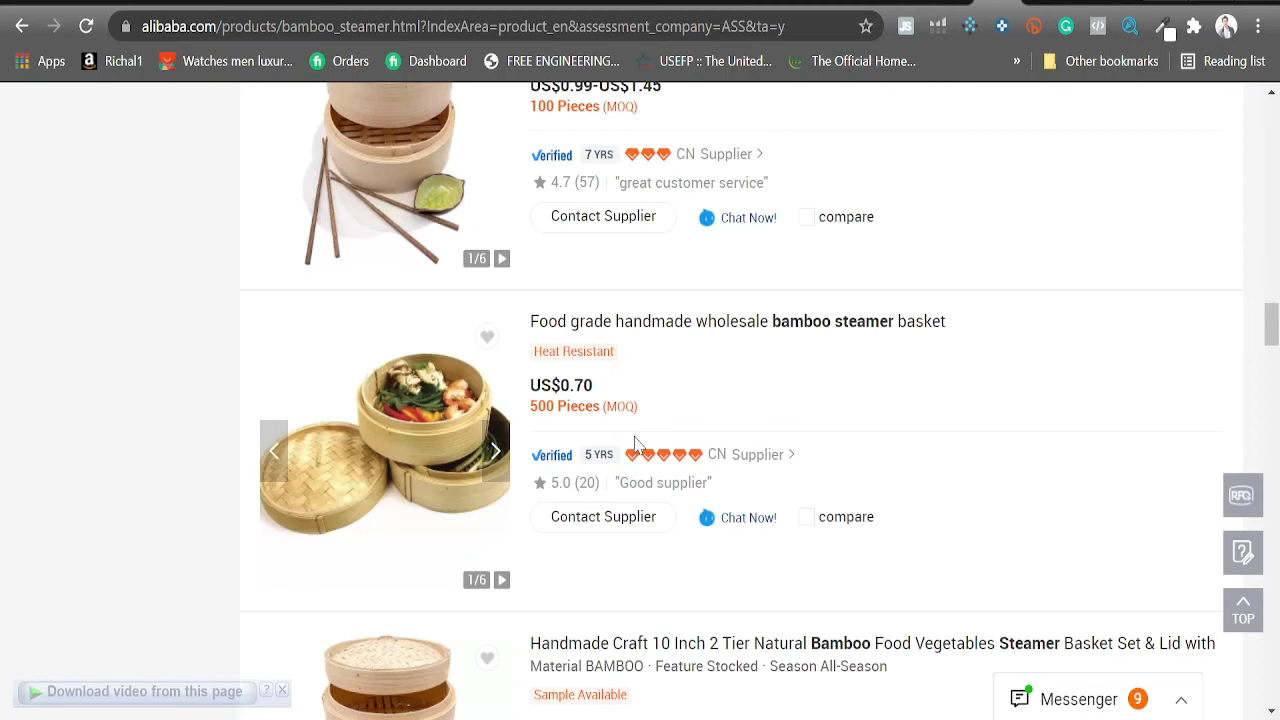 alibaba.com/products/bamboo_steamer.html?IndexArea=product_en&assessment_company=ASS&ta=y
Apps
Richal1
Watches men luxur...
Orders
Dashboard
FREE ENGINEERING...
USEFP :: The United...
The Official Home...
»
Other bookmarks
Reading list
US$0.99-US$1.45
100 Pieces (MOQ)
Verified 7 YRS CN Supplier >
4.7 (57) "great customer service"
Contact Supplier Chat Now! compare
1/6
Food grade handmade wholesale bamboo steamer basket
Heat Resistant
US$0.70
500 Pieces (MOQ)
Verified 5 YRS CN Supplier >
5.0 (20) "Good supplier"
Contact Supplier Chat Now! compare
1/6
RFQ
TOP
Handmade Craft 10 Inch 2 Tier Natural Bamboo Food Vegetables Steamer Basket Set & Lid with
Material BAMBOO · Feature Stocked · Season All-Season
Sample Available
Download video from this page ? X
Messenger 9